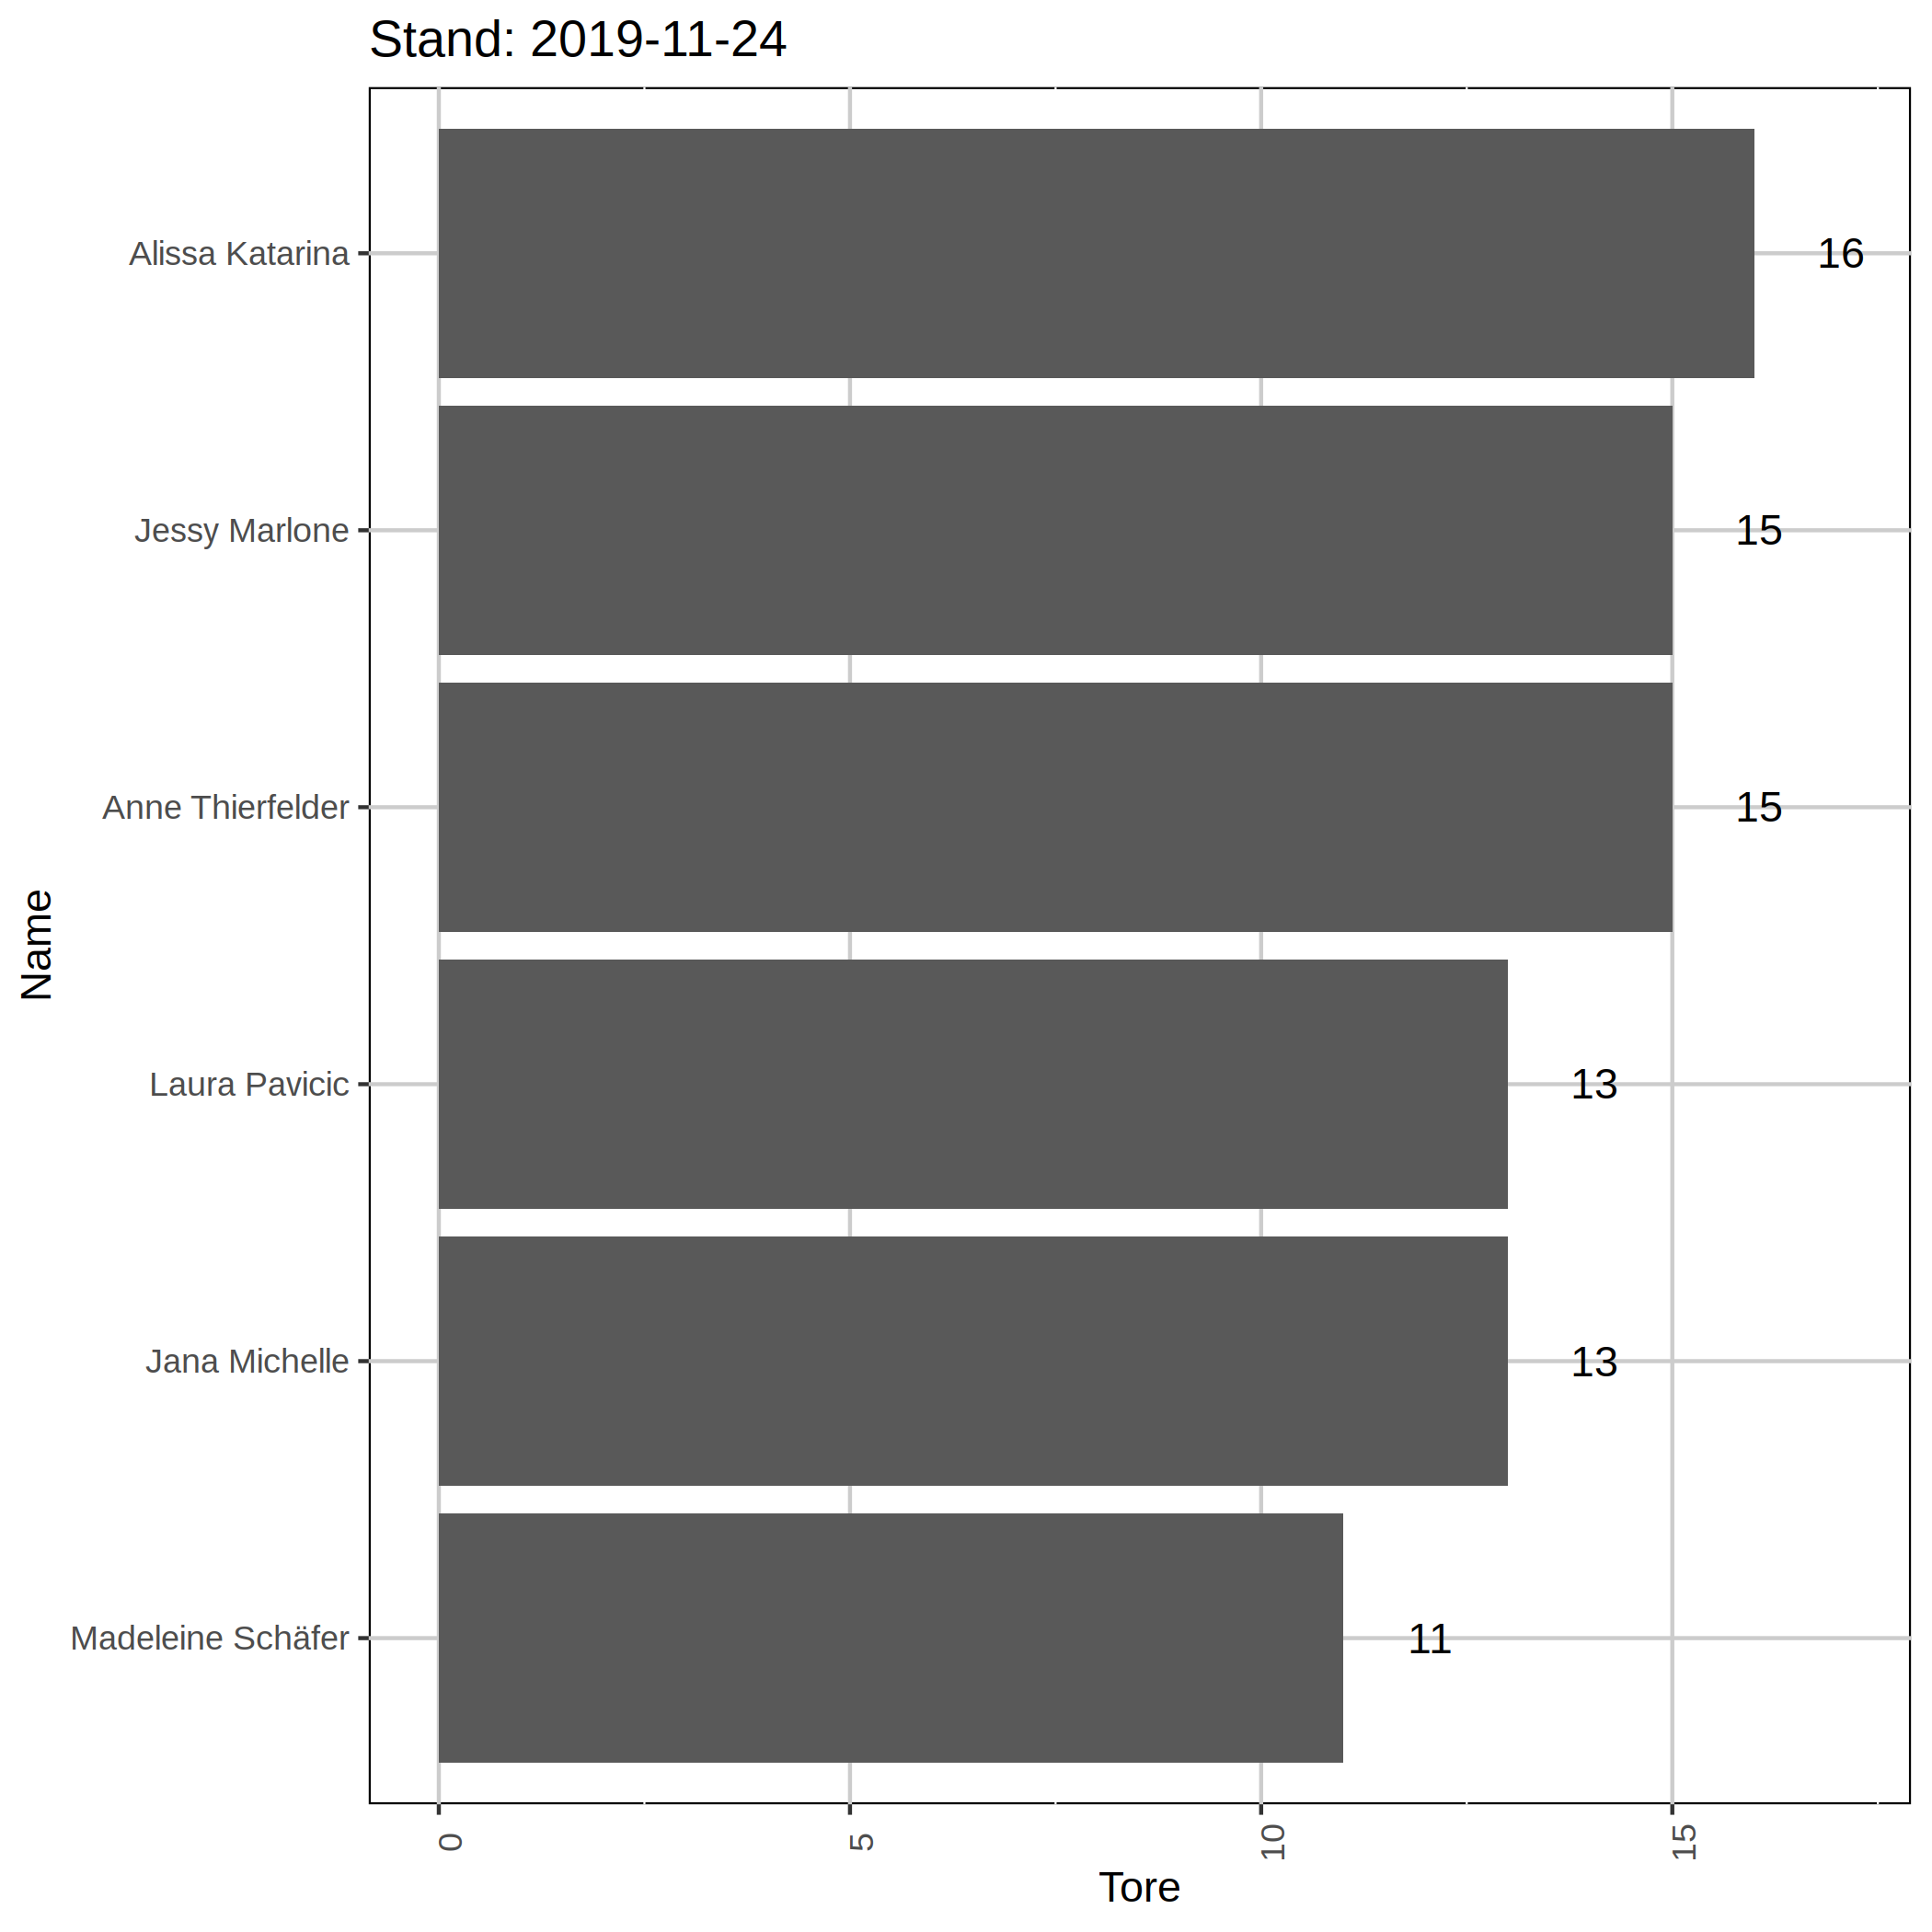 Stand: 2019-11-24
Alissa Katarina
16
Jessy Marlone
15
Anne Thierfelder
15
Name
Laura Pavicic
13
Jana Michelle
13
Madeleine Schäfer
11
0
5
10
15
Tore